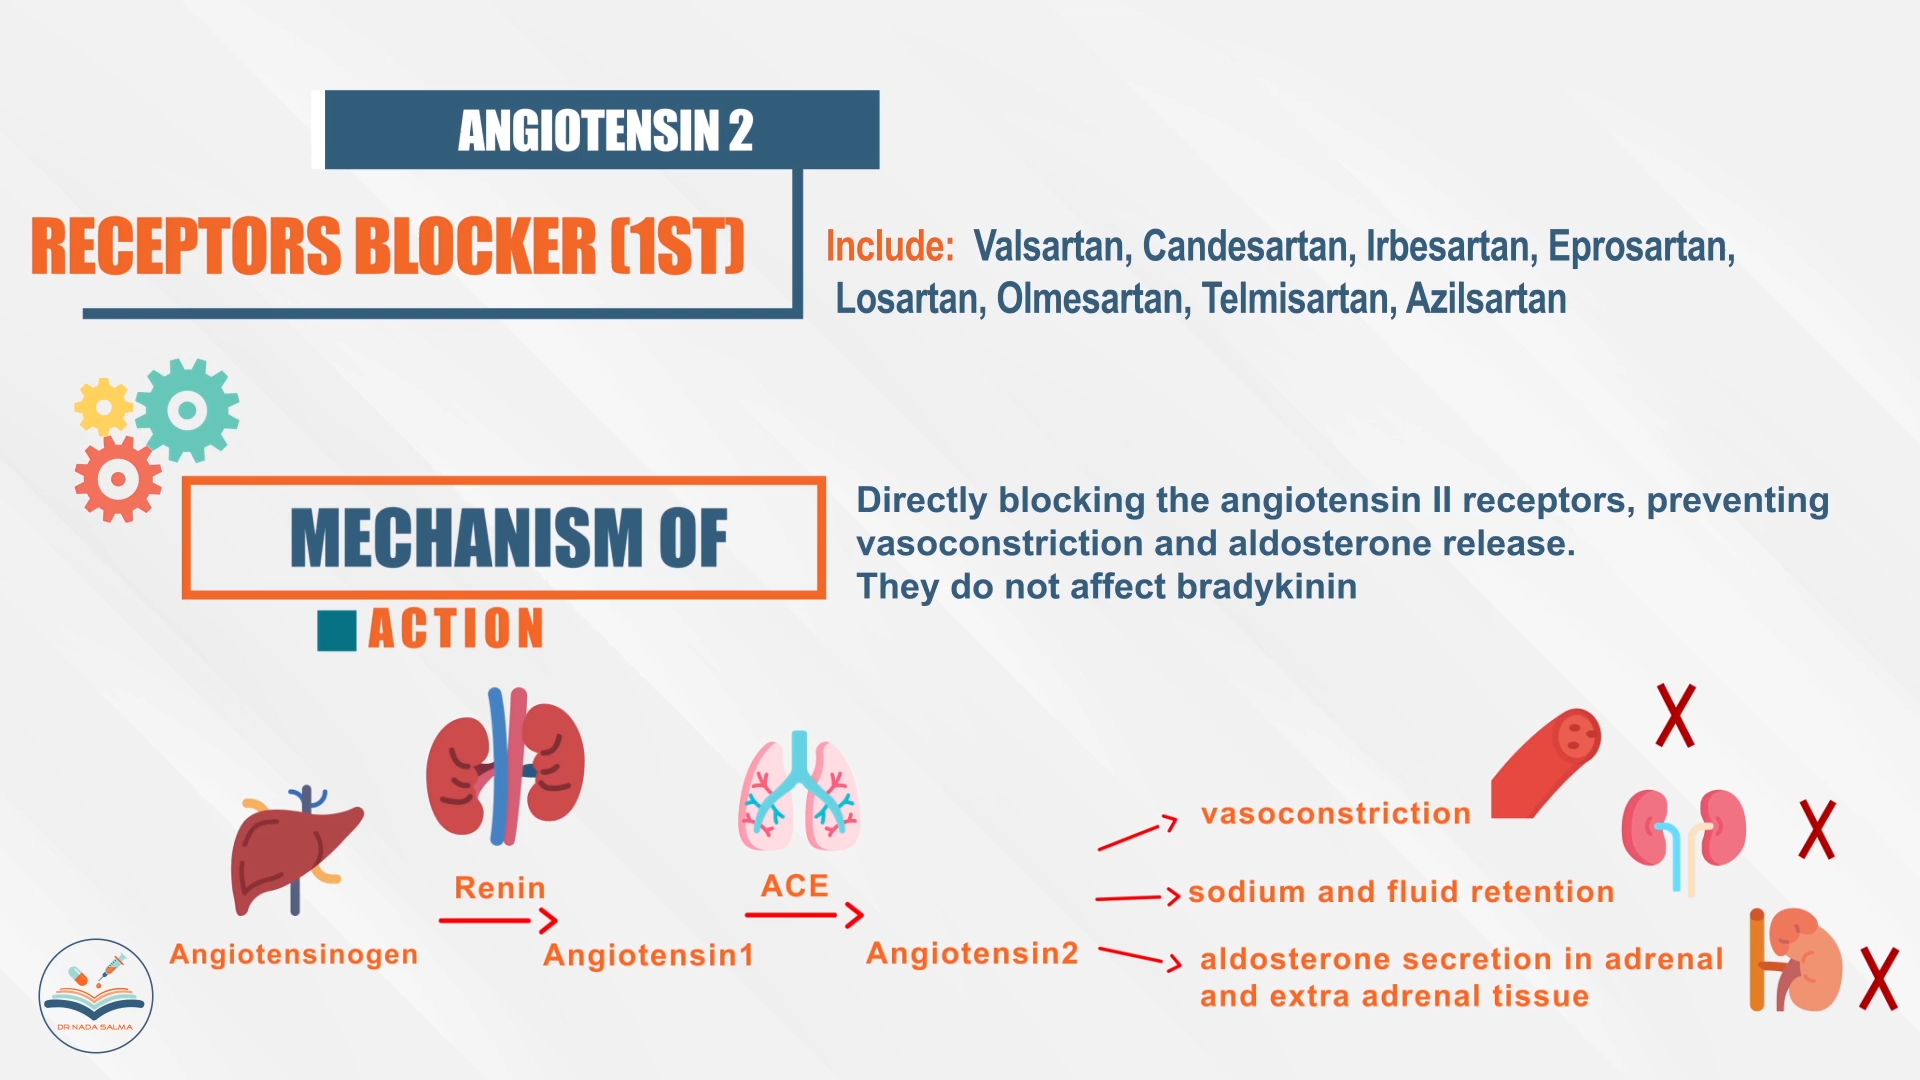 ANGIOTENSIN 2
RECEPTORS BLOCKER (1ST)
Include: Valsartan, Candesartan, Irbesartan, Eprosartan,
Losartan, Olmesartan, Telmisartan, Azilsartan
MECHANISM OF
ACTION
Directly blocking the angiotensin II receptors, preventing
vasoconstriction and aldosterone release.
They do not affect bradykinin
Angiotensinogen
Renin
Angiotensin1
ACE
Angiotensin2
vasoconstriction
X
sodium and fluid retention
X
aldosterone secretion in adrenal
and extra adrenal tissue
X
DR.NADA SALMA